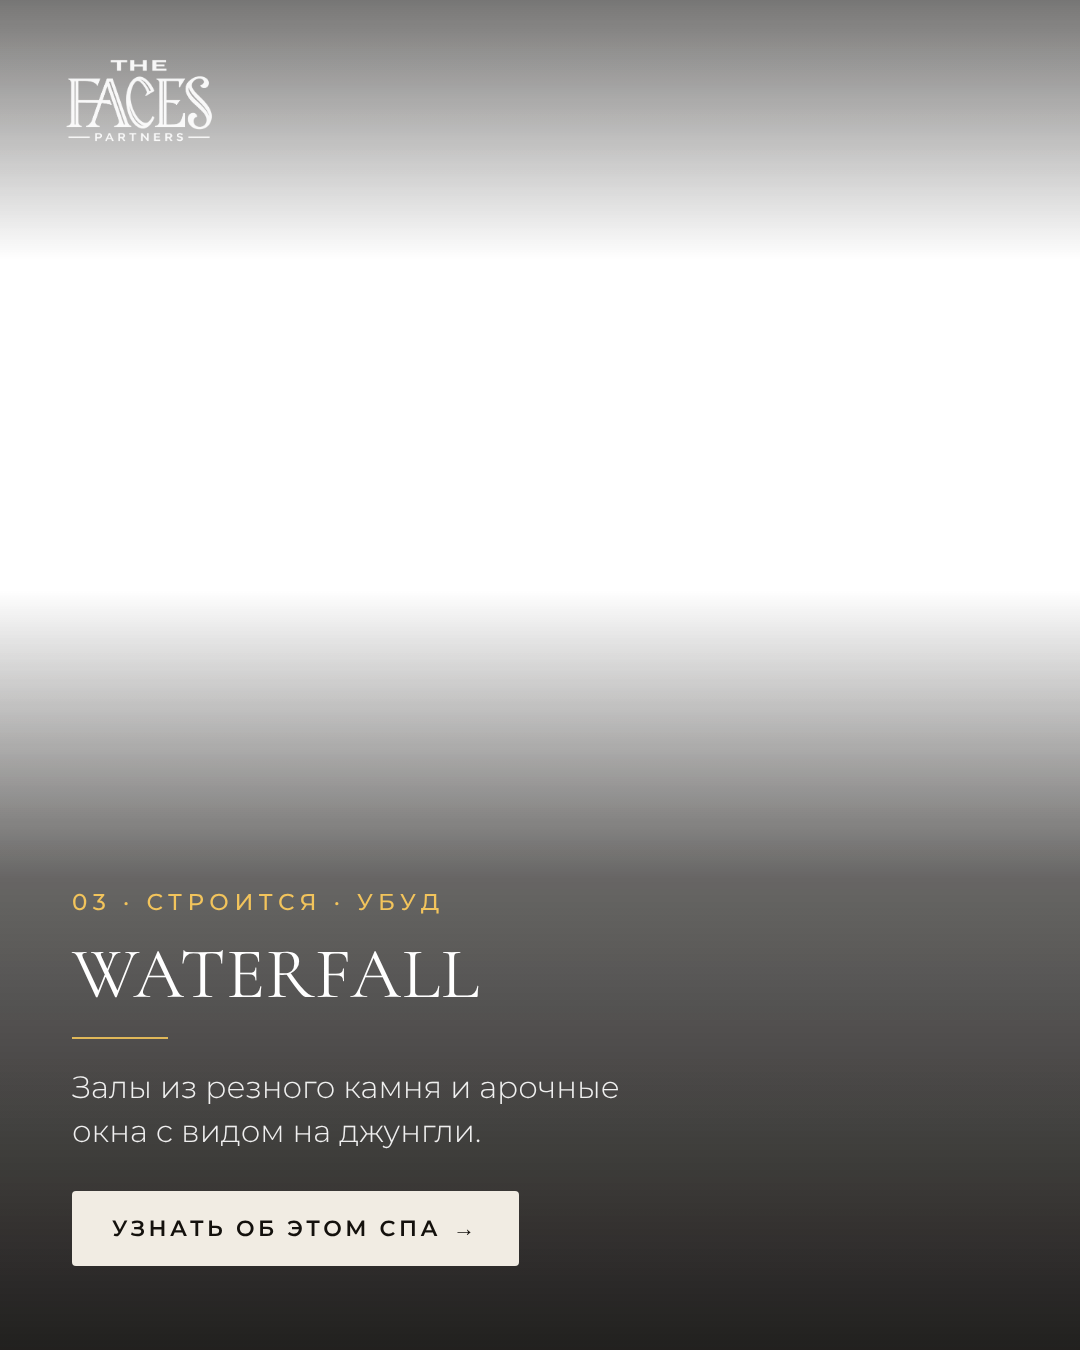 THE
FACES
PARTNERS
03 · СТРОИТСЯ · УБУД
WATERFALL
Залы из резного камня и арочные
окна с видом на джунгли.
УЗНАТЬ ОБ ЭТОМ СПА →